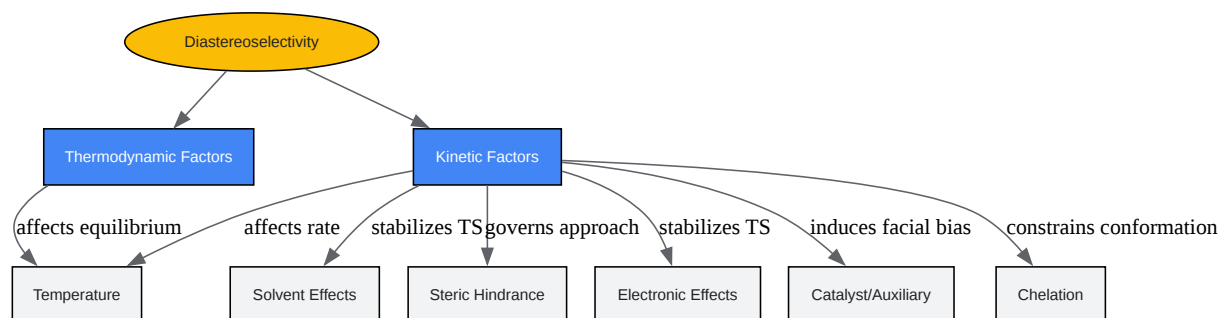 Diastereoselectivity
Thermodynamic Factors
Kinetic Factors
affects equilibrium
affects rate
stabilizes TS
governs approach
stabilizes TS
induces facial bias
constrains conformation
Temperature
Solvent Effects
Steric Hindrance
Electronic Effects
Catalyst/Auxiliary
Chelation